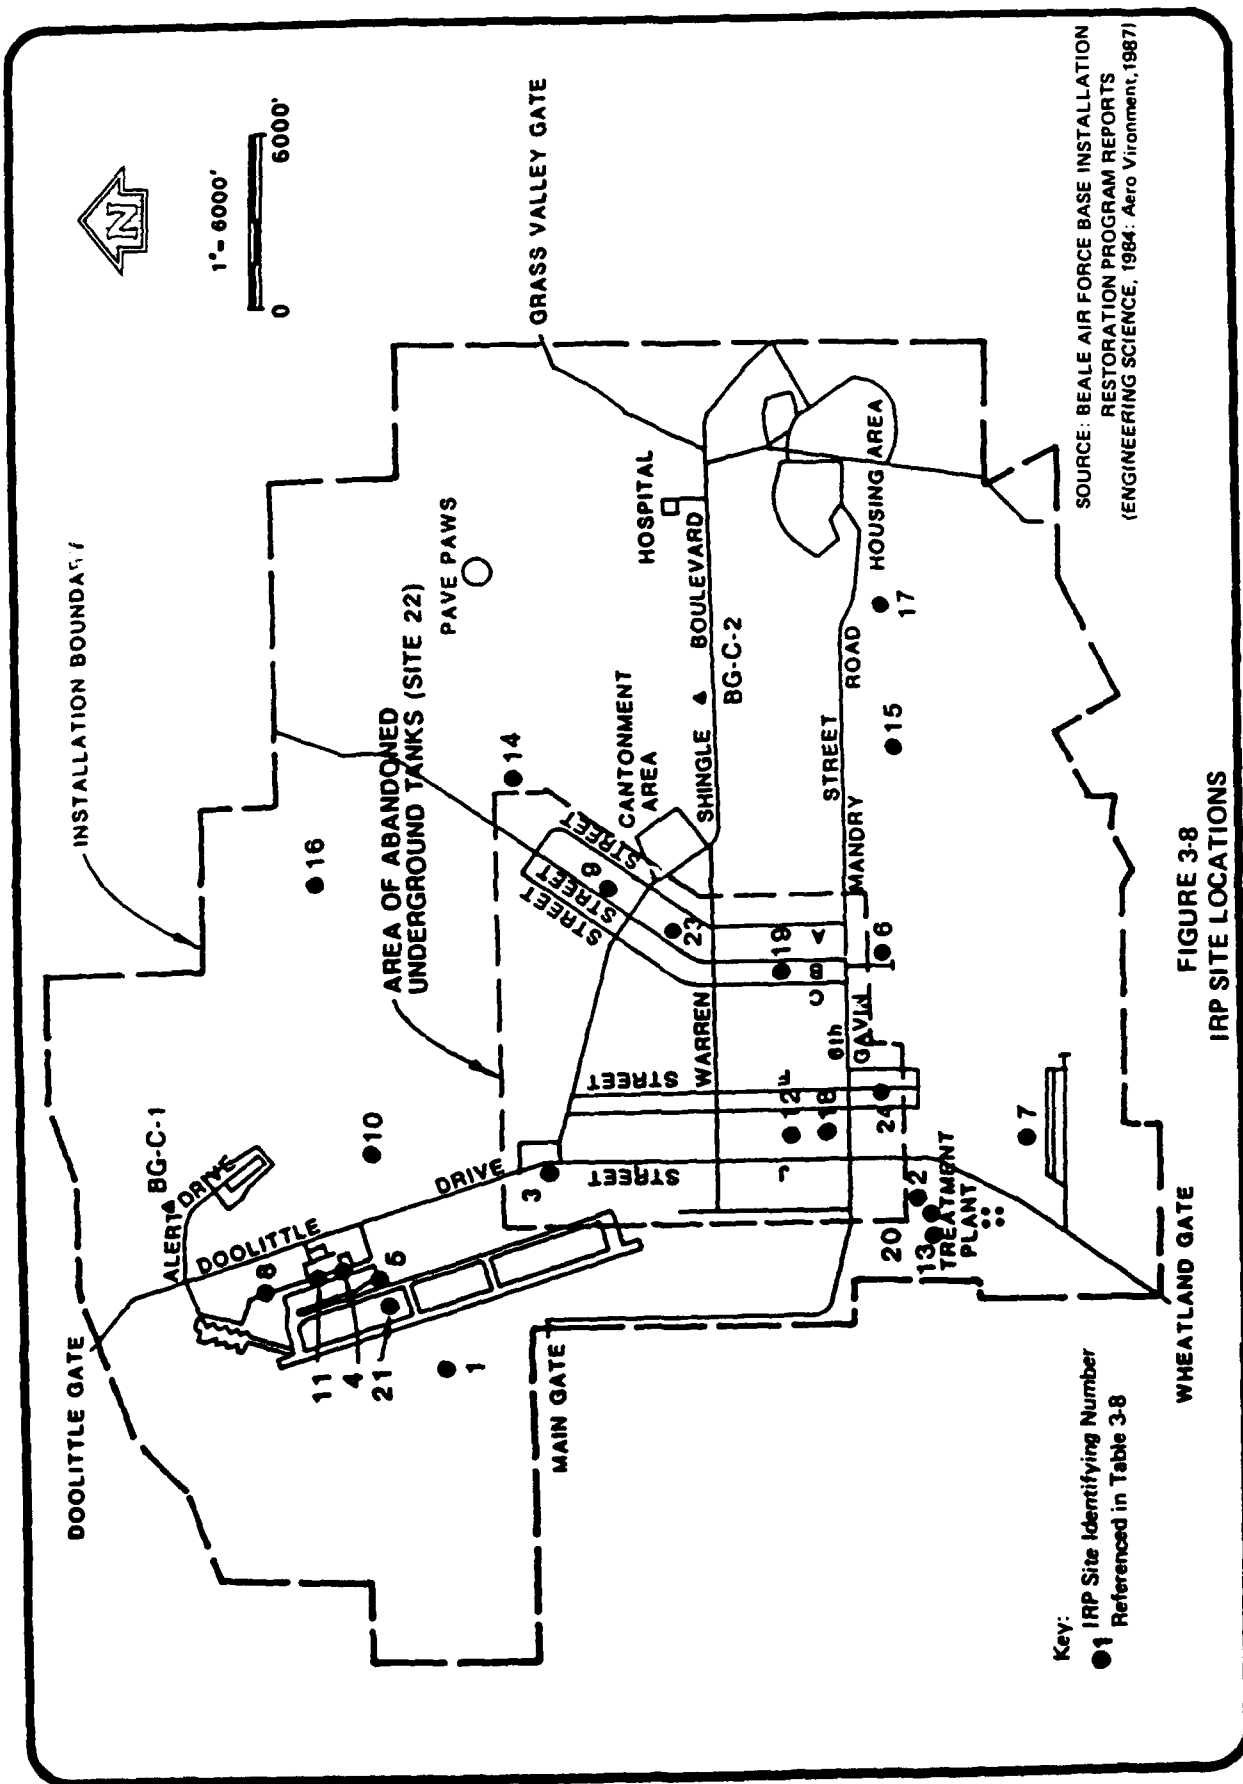 DOOLITTLE GATE
INSTALLATION BOUNDARY
N
1"= 6000'
0
6000'
ALERT DRIVE
BG-C-1
8
DOOLITTLE
DRIVE
10
16
11
4
21
5
1
AREA OF ABANDONED
UNDERGROUND TANKS (SITE 22)
PAVE PAWS
GRASS VALLEY GATE
MAIN GATE
3
14
STREET
STREET
STREET
CANTONMENT
AREA
23
HOSPITAL
STREET
STREET
WARREN
SHINGLE
BOULEVARD
BG-C-2
J
F
12
18
19
C
B
A
6th
GAVIN
MANDRY
STREET
ROAD
HOUSING AREA
24
6
15
17
20
13
2
TREATMENT
PLANT
7
WHEATLAND GATE
Key:
1 IRP Site Identifying Number
Referenced in Table 3-8
SOURCE: BEALE AIR FORCE BASE INSTALLATION
RESTORATION PROGRAM REPORTS
(ENGINEERING SCIENCE, 1984: Aero Vironment, 1987)
FIGURE 3-8
IRP SITE LOCATIONS